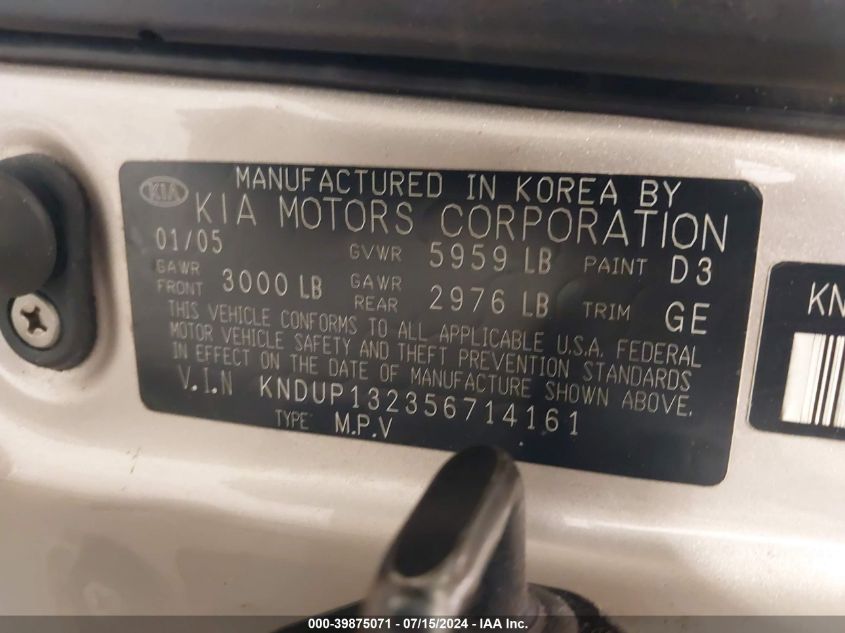 KIA
MANUFACTURED IN KOREA BY
KIA MOTORS CORPORATION
01/05 GVWR 5959 LB PAINT D3
GAWR FRONT 3000 LB GAWR REAR 2976 LB TRIM GE
THIS VEHICLE CONFORMS TO ALL APPLICABLE U.S.A. FEDERAL
MOTOR VEHICLE SAFETY AND THEFT PREVENTION STANDARDS
IN EFFECT ON THE DATE OF MANUFACTURE SHOWN ABOVE.
V.I.N KNDUP132356714161
TYPE: M.P.V
KN
000-39875071 - 07/15/2024 - IAA Inc.